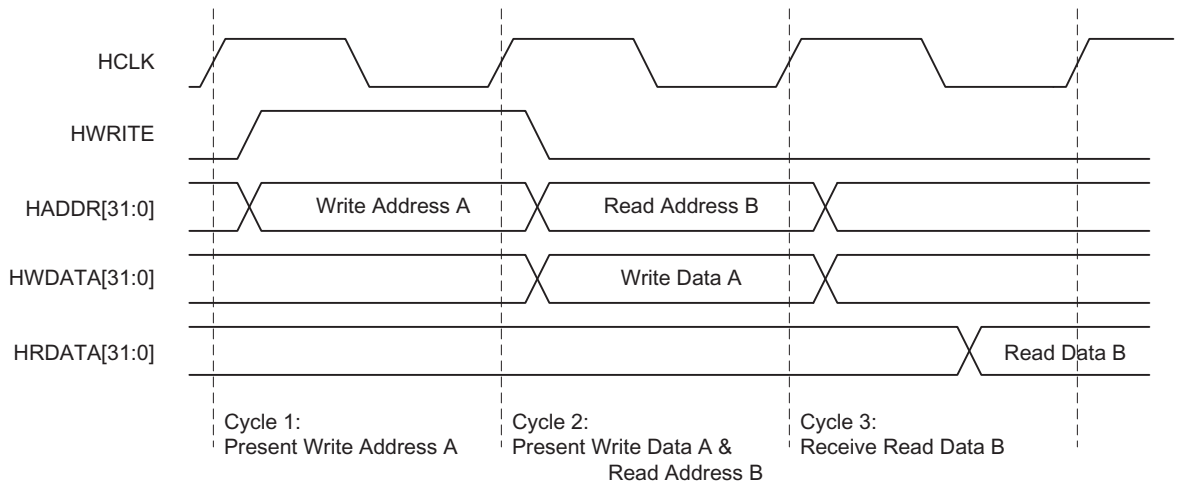 HCLK
HWRITE
HADDR[31:0]
Write Address A
Read Address B
HWDATA[31:0]
Write Data A
HRDATA[31:0]
Read Data B
Cycle 1:
Present Write Address A
Cycle 2:
Present Write Data A &
Read Address B
Cycle 3:
Receive Read Data B